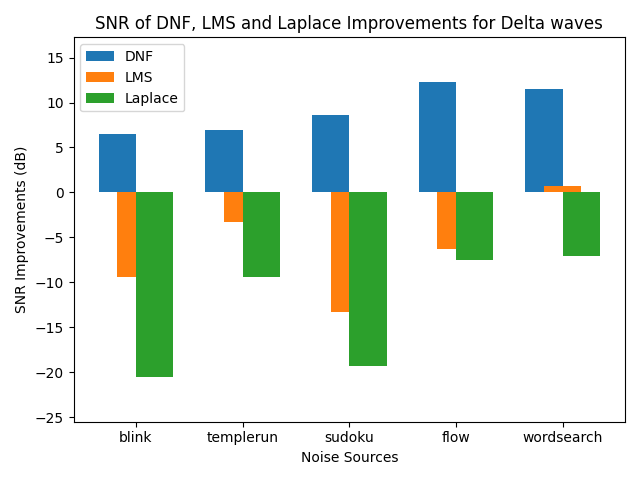 SNR of DNF, LMS and Laplace Improvements for Delta waves
DNF
LMS
Laplace
15
10
5
0
−5
−10
−15
−20
−25
SNR Improvements (dB)
blink templerun sudoku flow wordsearch
Noise Sources